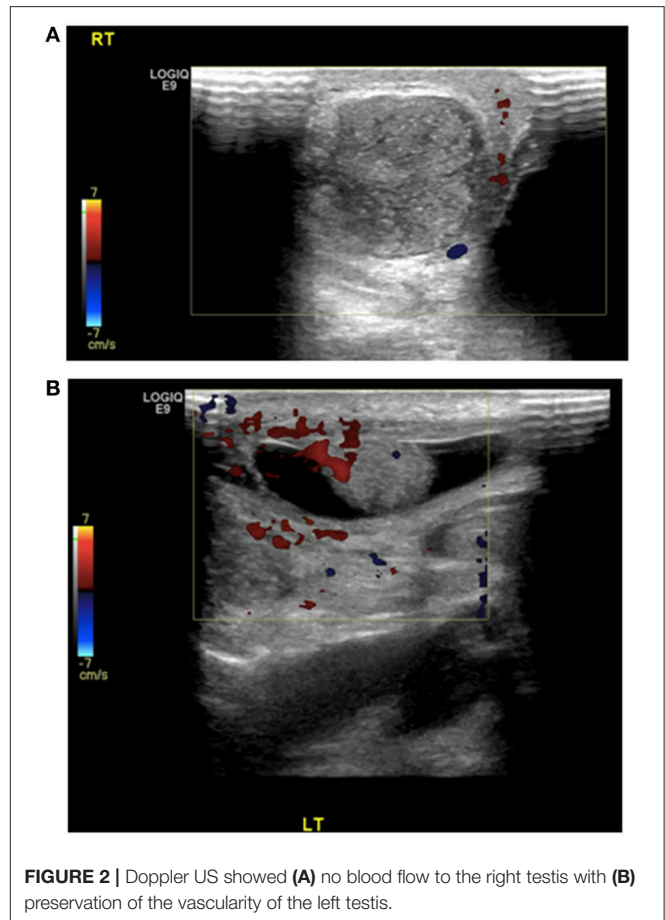 A
RT
LOGIQ
E9
7
-7
cm/s
B
LOGIQ
E9
7
-7
cm/s
LT
FIGURE 2 | Doppler US showed (A) no blood flow to the right testis with (B)
preservation of the vascularity of the left testis.